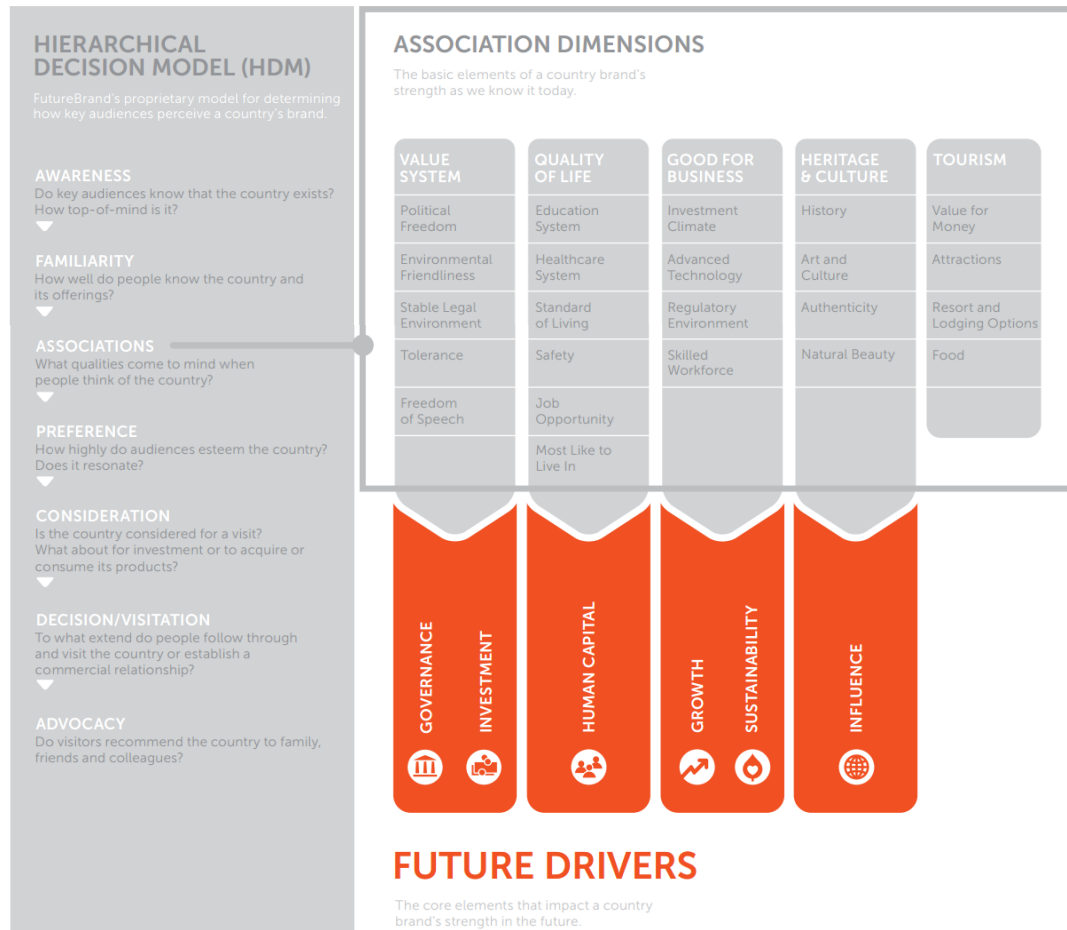 HIERARCHICAL
DECISION MODEL (HDM)
FutureBrand's proprietary model for determining
how key audiences perceive a country's brand.
AWARENESS
Do key audiences know that the country exists?
How top-of-mind is it?
FAMILIARITY
How well do people know the country and
its offerings?
ASSOCIATIONS
What qualities come to mind when
people think of the country?
PREFERENCE
How highly do audiences esteem the country?
Does it resonate?
CONSIDERATION
Is the country considered for a visit?
What about for investment or to acquire or
consume its products?
DECISION/VISITATION
To what extend do people follow through
and visit the country or establish a
commercial relationship?
ADVOCACY
Do visitors recommend the country to family,
friends and colleagues?
ASSOCIATION DIMENSIONS
The basic elements of a country brand's
strength as we know it today.
VALUE
SYSTEM
Political
Freedom
Environmental
Friendliness
Stable Legal
Environment
Tolerance
Freedom
of Speech
QUALITY
OF LIFE
Education
System
Healthcare
System
Standard
of Living
Safety
Job
Opportunity
Most Like to
Live In
GOOD FOR
BUSINESS
Investment
Climate
Advanced
Technology
Regulatory
Environment
Skilled
Workforce
HERITAGE
& CULTURE
History
Art and
Culture
Authenticity
Natural Beauty
TOURISM
Value for
Money
Attractions
Resort and
Lodging Options
Food
GOVERNANCE
INVESTMENT
HUMAN CAPITAL
GROWTH
SUSTAINABILITY
INFLUENCE
FUTURE DRIVERS
The core elements that impact a country
brand's strength in the future.